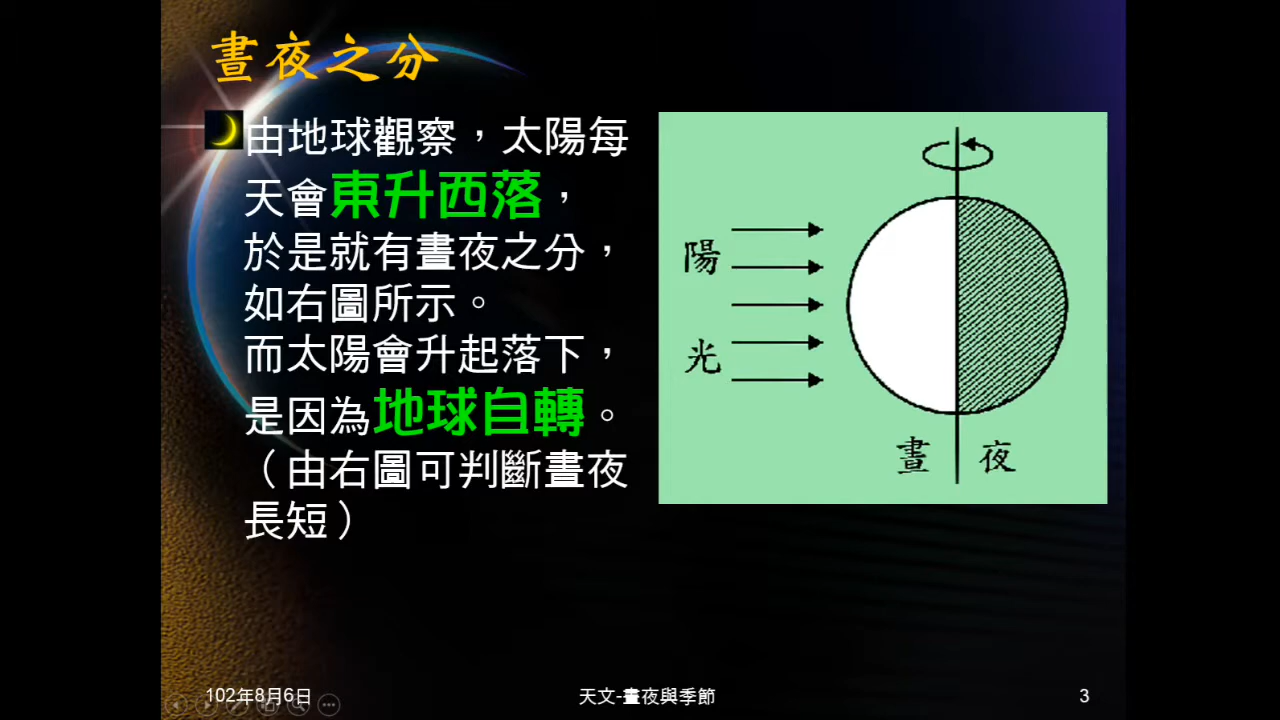 晝夜之分
由地球觀察，太陽每
天會東升西落，
於是就有晝夜之分，
如右圖所示。
而太陽會升起落下，
是因為地球自轉。
（由右圖可判斷晝夜
長短）
陽
光
晝 夜
102年8月6日
天文-晝夜與季節
3